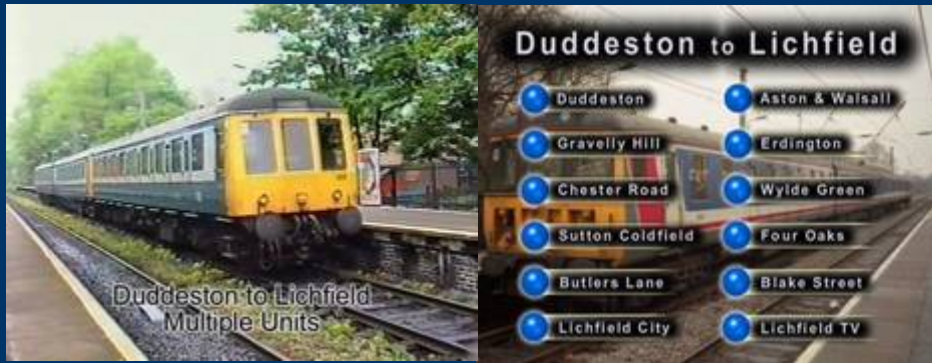 Duddeston to Lichfield
Multiple Units
Duddeston to Lichfield
Duddeston
Aston & Walsall
Gravelly Hill
Erdington
Chester Road
Wylde Green
Sutton Coldfield
Four Oaks
Butlers Lane
Blake Street
Lichfield City
Lichfield TV